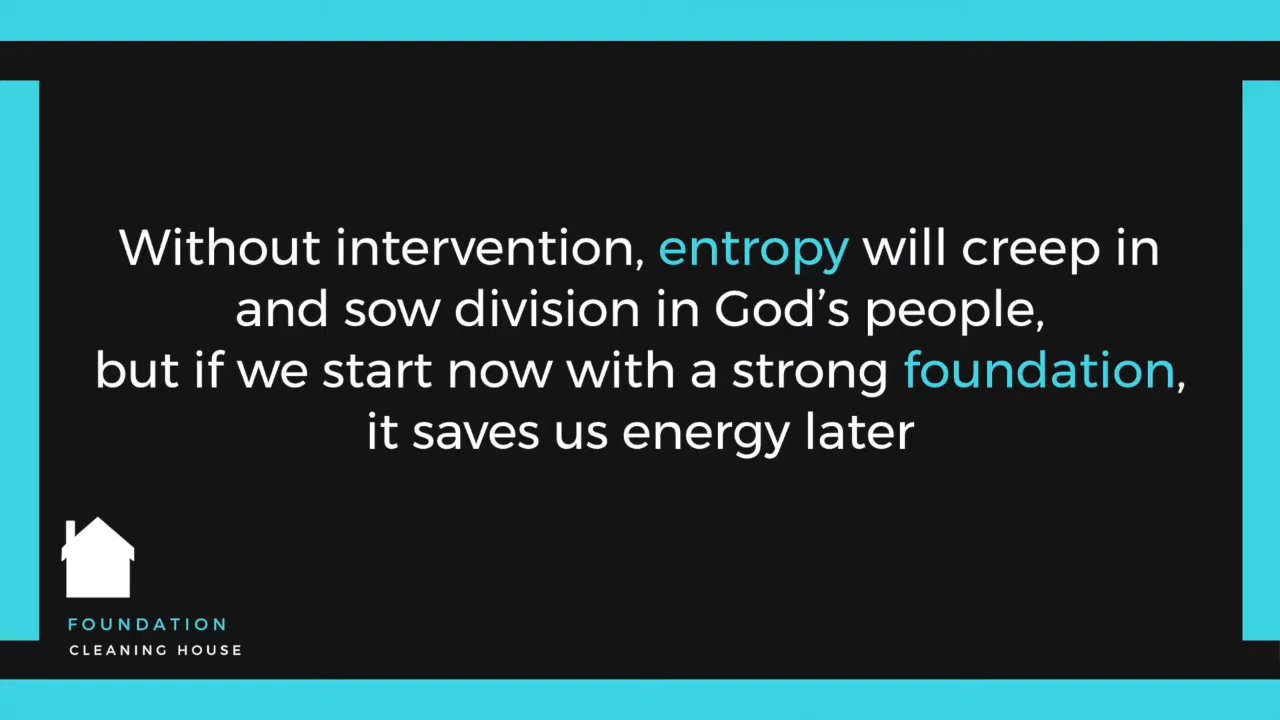 Without intervention, entropy will creep in
and sow division in God’s people,
but if we start now with a strong foundation,
it saves us energy later
FOUNDATION
CLEANING HOUSE